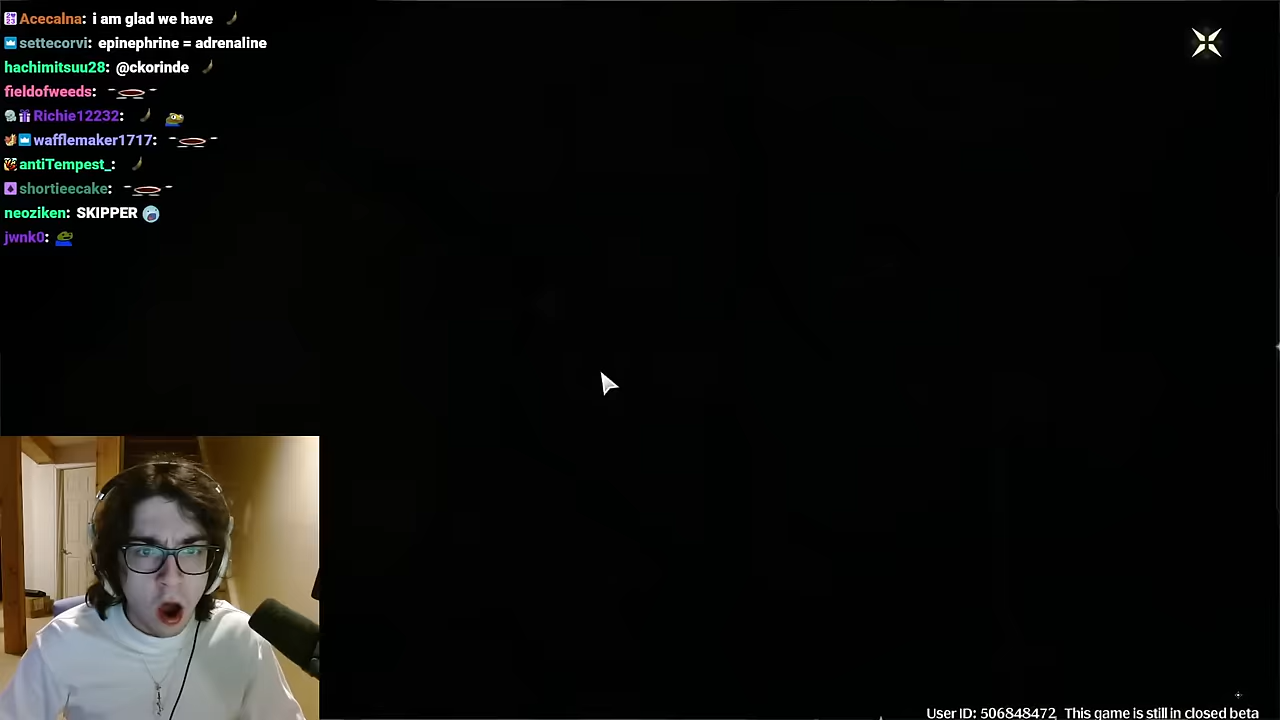 Acecalna: i am glad we have
settecorvi: epinephrine = adrenaline
hachimitsuu28: @ckorinde
fieldofweeds:
Richie12232:
wafflemaker1717:
antiTempest_:
shortieecake:
neoziken: SKIPPER
jwnk0:
User ID: 506848472 This game is still in closed beta